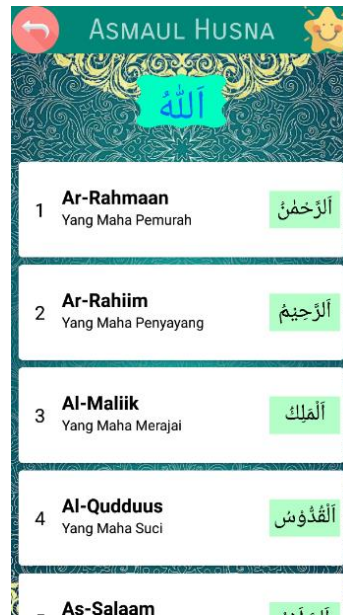 ASMAUL HUSNA
اَللّٰهُ
1 Ar-Rahmaan اَلرَّحْمٰنُ
Yang Maha Pemurah
2 Ar-Rahiim اَلرَّحِيْمُ
Yang Maha Penyayang
3 Al-Maliik اَلْمَلِكُ
Yang Maha Merajai
4 Al-Qudduus اَلْقُدُّوْسُ
Yang Maha Suci
As-Salaam